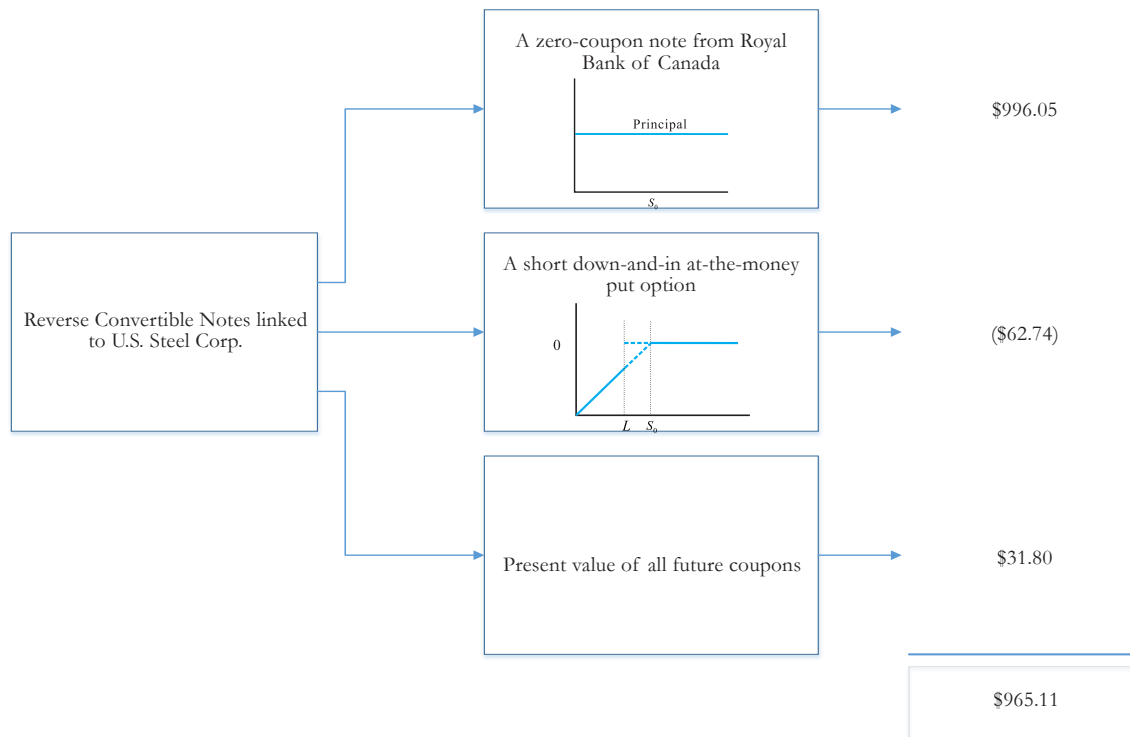 A zero-coupon note from Royal
Bank of Canada
Principal
S₀
$996.05
Reverse Convertible Notes linked
to U.S. Steel Corp.
A short down-and-in at-the-money
put option
0
L S₀
($62.74)
Present value of all future coupons
$31.80
$965.11